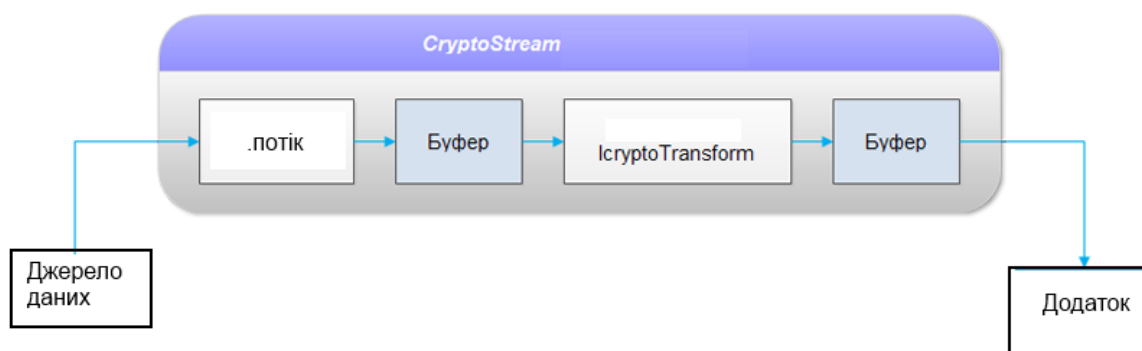 CryptoStream
.потік
Буфер
IcryptoTransform
Буфер
Джерело
даних
Додаток